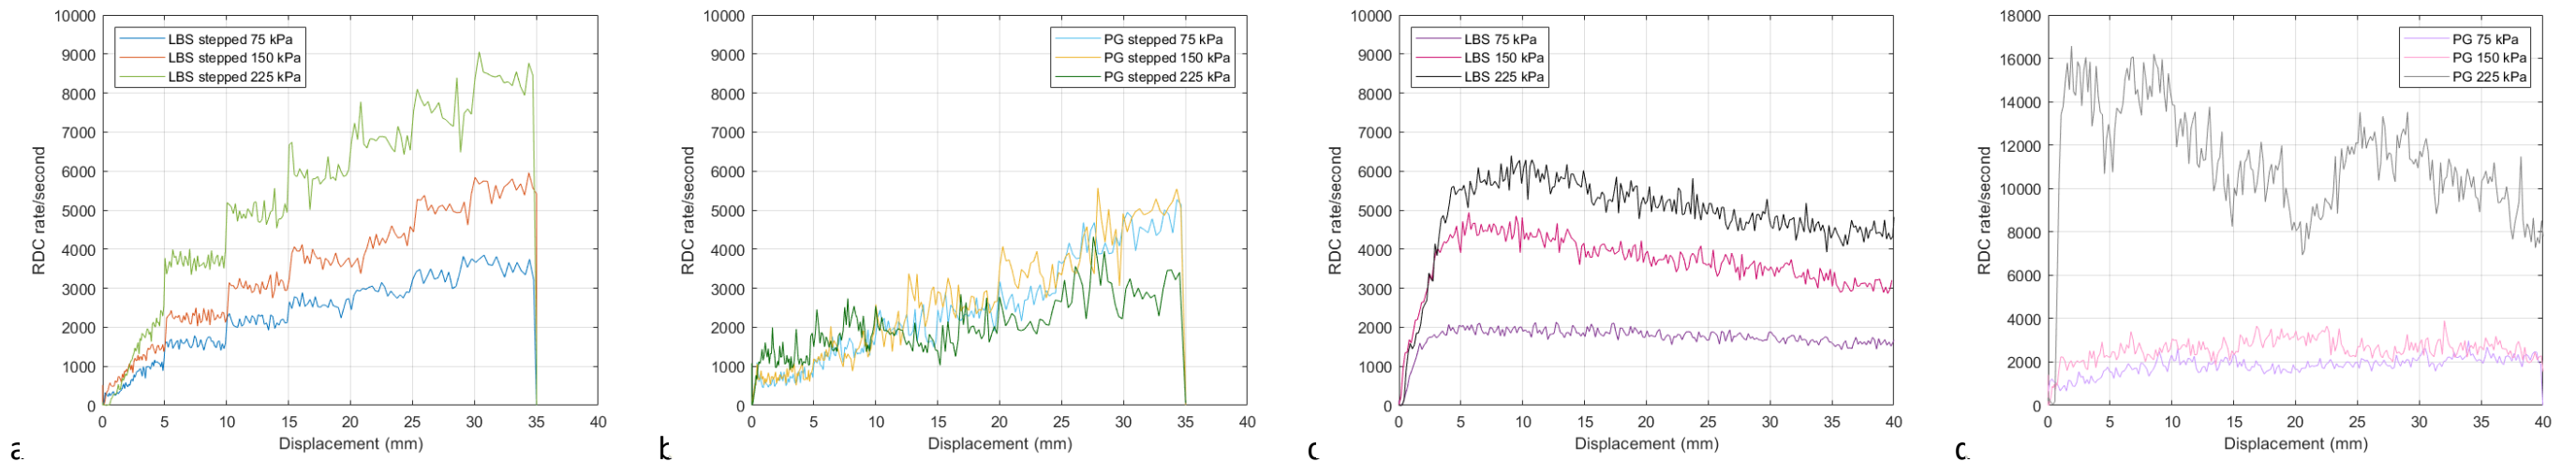 10000
9000
8000
7000
6000
5000
4000
3000
2000
1000
0
RDC rate/second
LBS stepped 75 kPa
LBS stepped 150 kPa
LBS stepped 225 kPa
0 5 10 15 20 25 30 35 40
Displacement (mm)
a.
10000
9000
8000
7000
6000
5000
4000
3000
2000
1000
0
RDC rate/second
PG stepped 75 kPa
PG stepped 150 kPa
PG stepped 225 kPa
0 5 10 15 20 25 30 35 40
Displacement (mm)
b
10000
9000
8000
7000
6000
5000
4000
3000
2000
1000
0
RDC rate/second
LBS 75 kPa
LBS 150 kPa
LBS 225 kPa
0 5 10 15 20 25 30 35 40
Displacement (mm)
c
18000
16000
14000
12000
10000
8000
6000
4000
2000
0
RDC rate/second
PG 75 kPa
PG 150 kPa
PG 225 kPa
0 5 10 15 20 25 30 35 40
Displacement (mm)